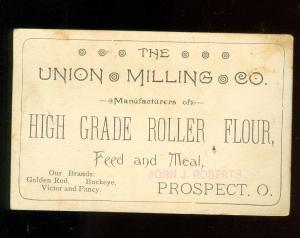 THE
UNION MILLING CO.
Manufacturers of
HIGH GRADE ROLLER FLOUR,
Feed and Meal,
Our Brands:
Golden Rod, Buckeye,
Victor and Fancy.
JOHN J. ROBERTS
PROSPECT, O.